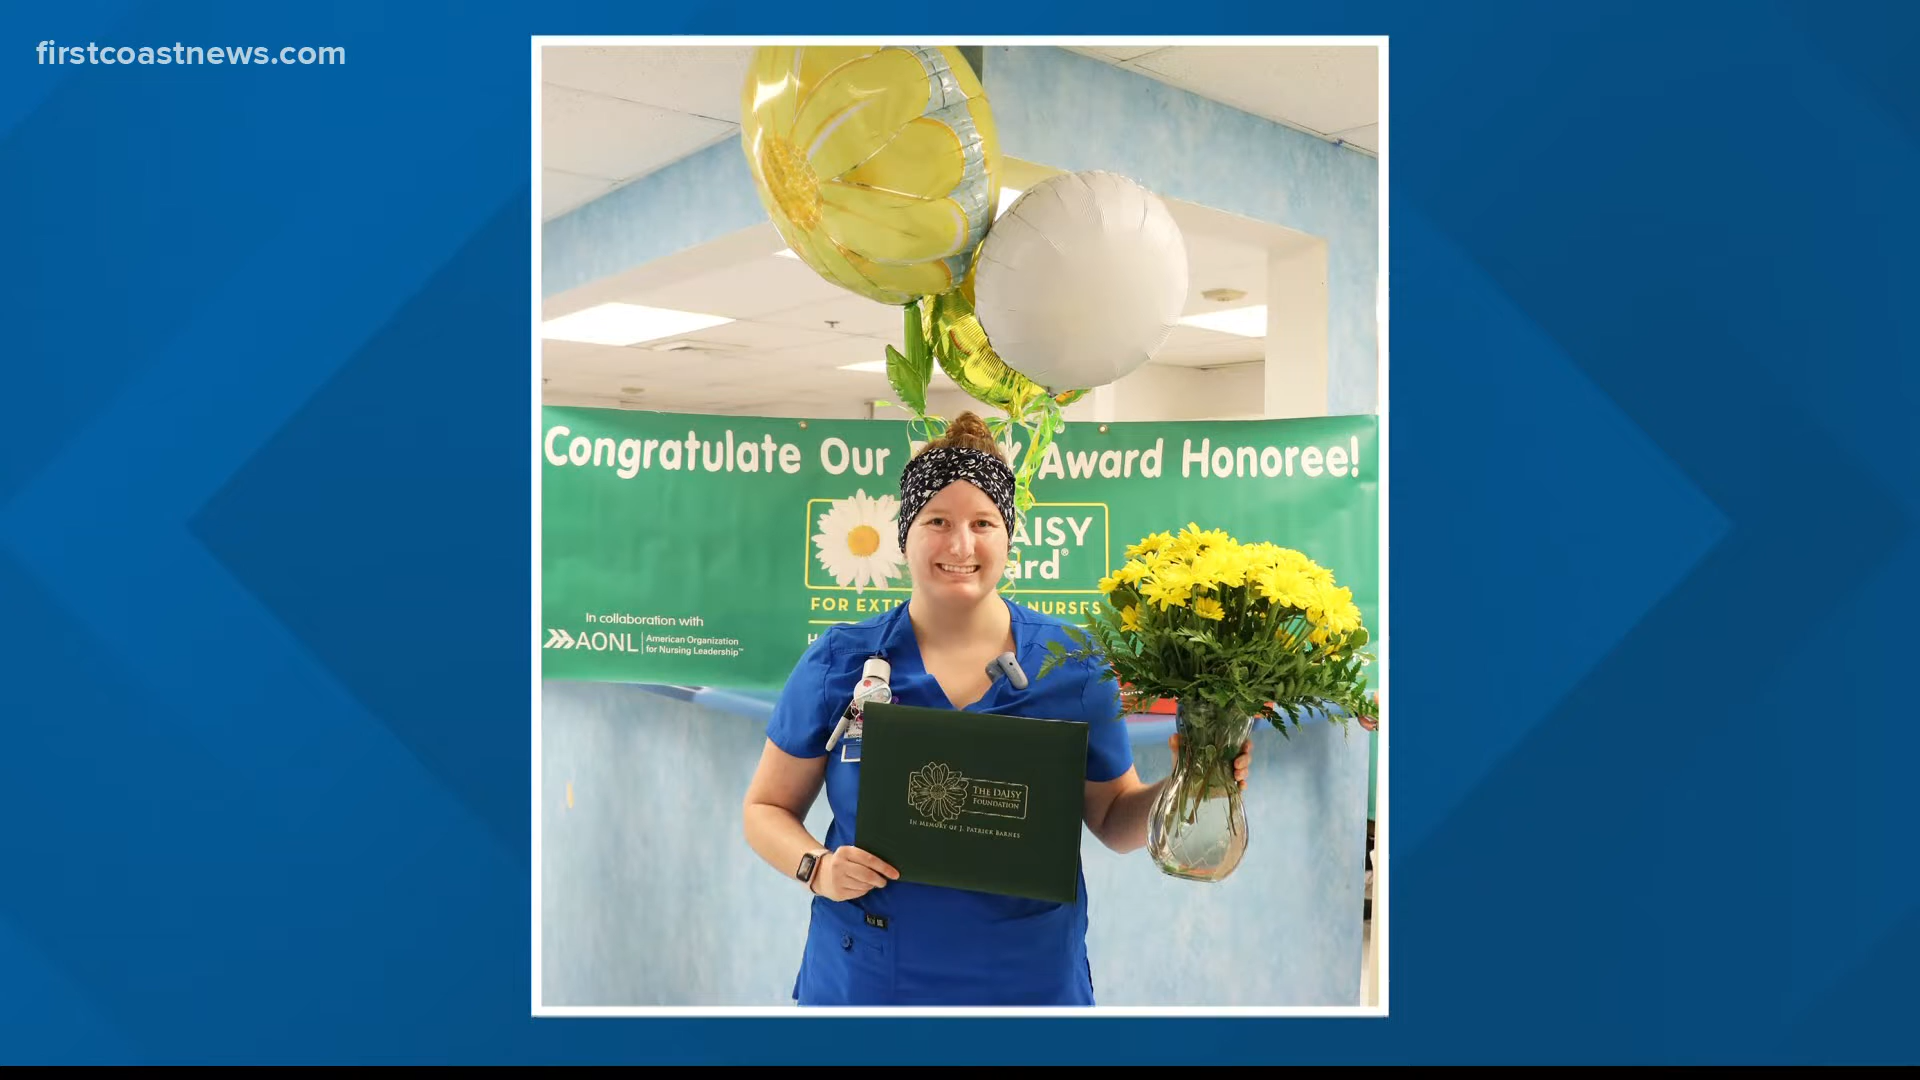 firstcoastnews.com
Congratulate Our Award Honoree!
AISY
ard®
FOR EXTR NURSES
In collaboration with
AONL American Organization
for Nursing Leadership™
THE DAISY
FOUNDATION
IN MEMORY OF J. PATRICK BARNES